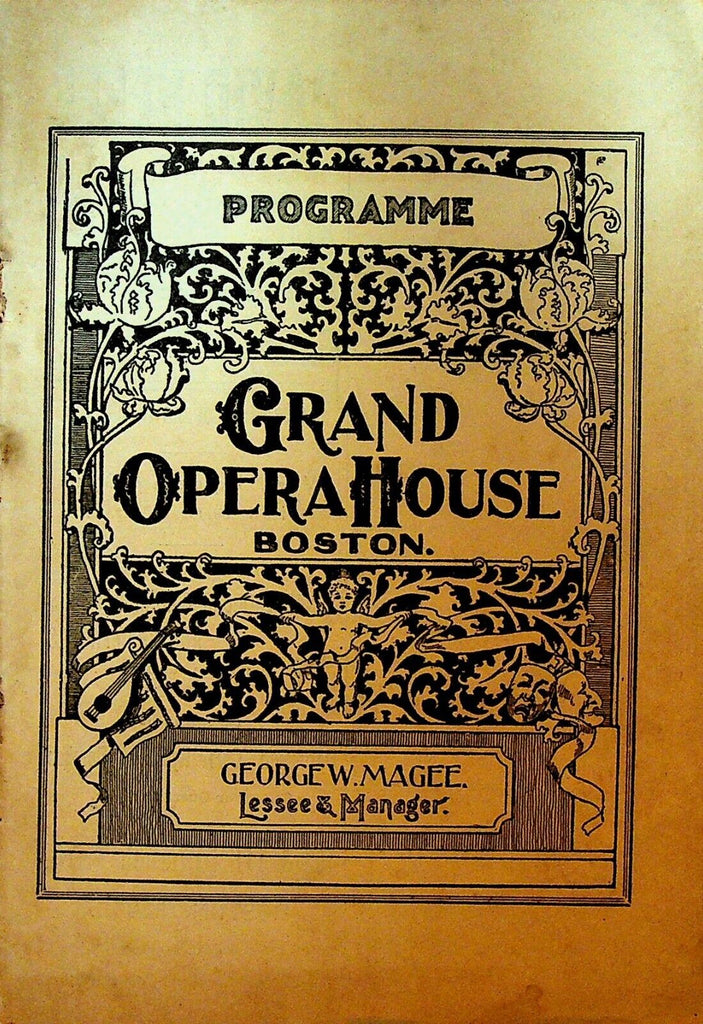 PROGRAMME
GRAND
OPERA HOUSE
BOSTON.
GEORGE W. MAGEE.
Lessee & Manager.